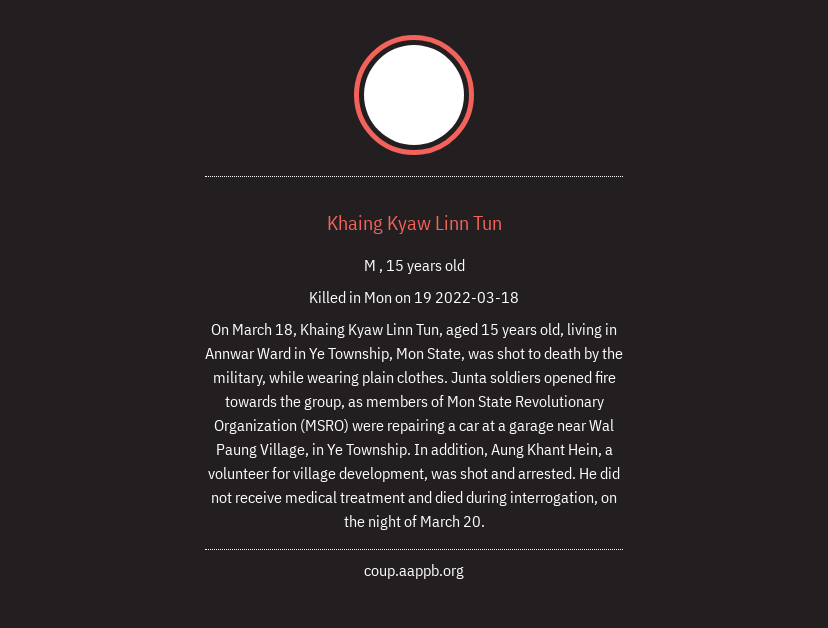 Khaing Kyaw Linn Tun
M , 15 years old
Killed in Mon on 19 2022-03-18
On March 18, Khaing Kyaw Linn Tun, aged 15 years old, living in
Annwar Ward in Ye Township, Mon State, was shot to death by the
military, while wearing plain clothes. Junta soldiers opened fire
towards the group, as members of Mon State Revolutionary
Organization (MSRO) were repairing a car at a garage near Wal
Paung Village, in Ye Township. In addition, Aung Khant Hein, a
volunteer for village development, was shot and arrested. He did
not receive medical treatment and died during interrogation, on
the night of March 20.
coup.aappb.org